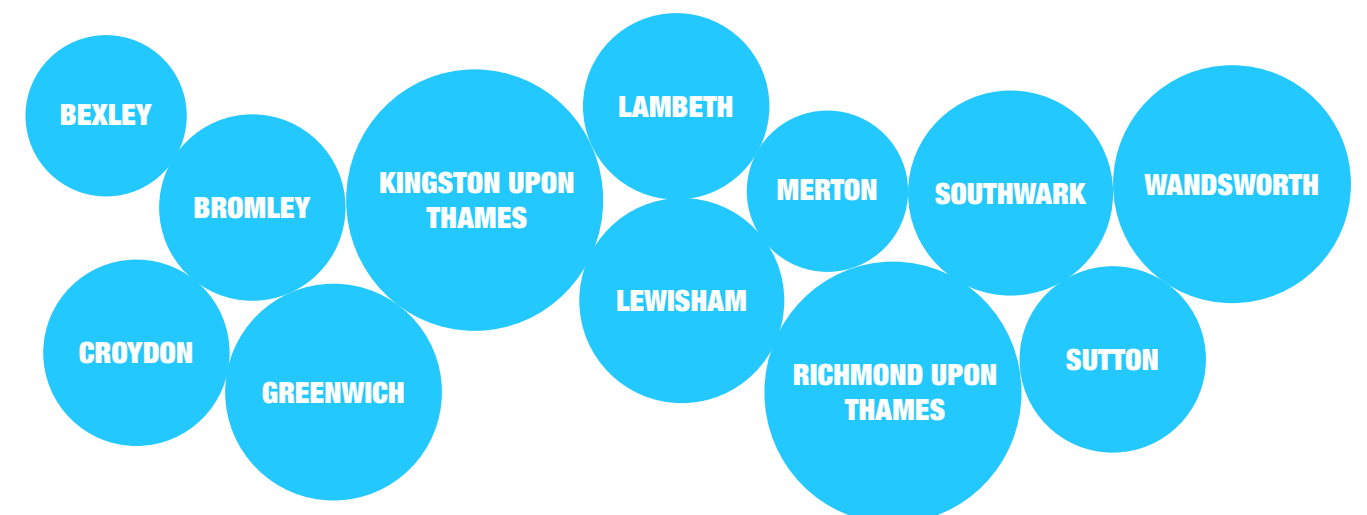 BEXLEY
BROMLEY
CROYDON
GREENWICH
KINGSTON UPON
THAMES
LAMBETH
LEWISHAM
MERTON
RICHMOND UPON
THAMES
SOUTHWARK
SUTTON
WANDSWORTH